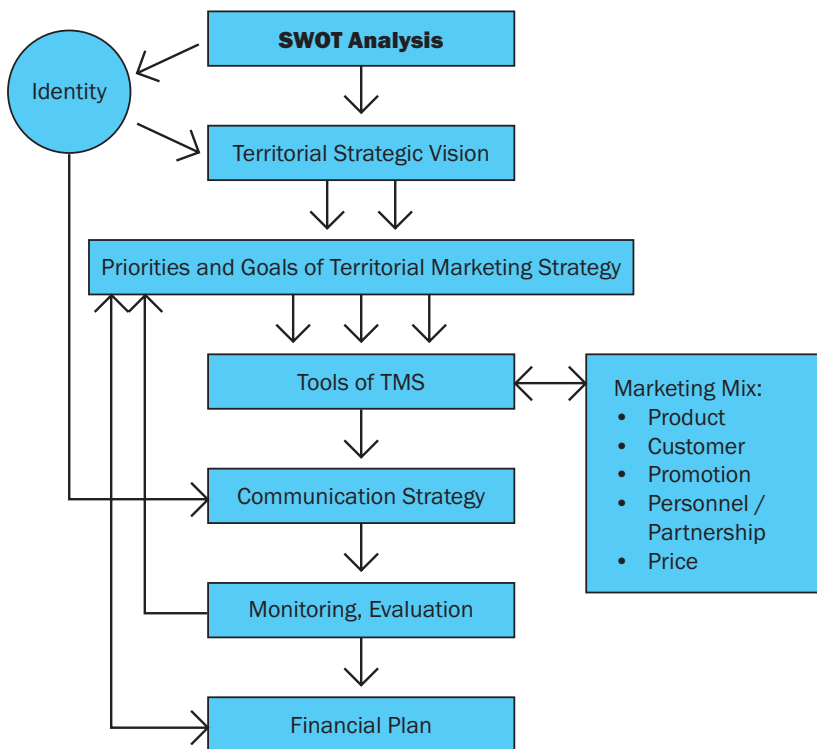 SWOT Analysis
Identity
Territorial Strategic Vision
Priorities and Goals of Territorial Marketing Strategy
Tools of TMS
Marketing Mix:
• Product
• Customer
• Promotion
• Personnel /
Partnership
• Price
Communication Strategy
Monitoring, Evaluation
Financial Plan